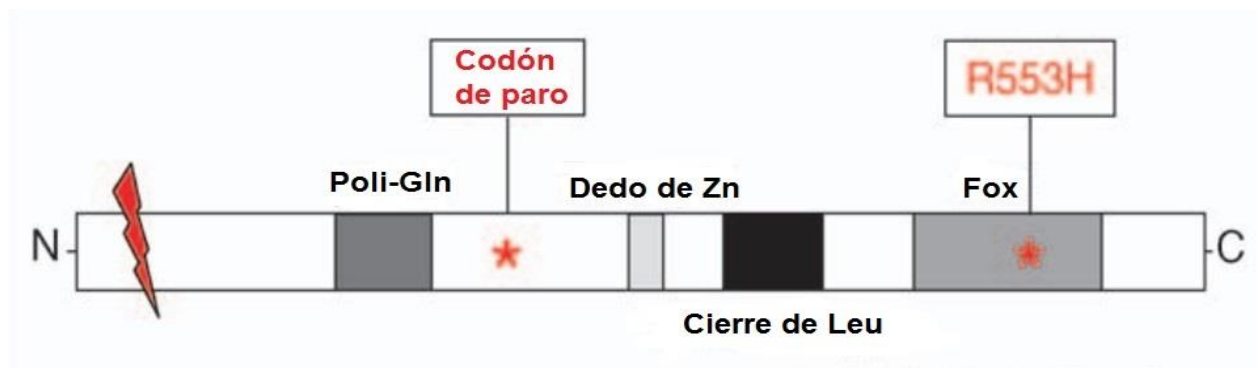 Codón
de paro
R553H
Poli-Gln
Dedo de Zn
Fox
N
C
Cierre de Leu